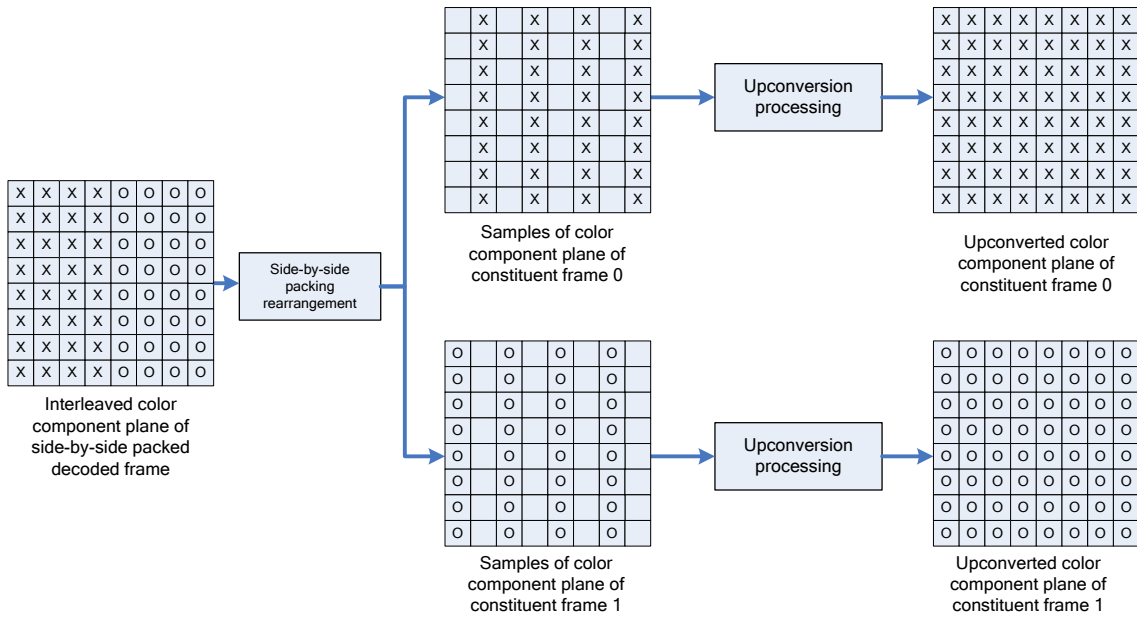 X X X X
X X X X
X X X X
X X X X
X X X X
X X X X
X X X X
X X X X
Samples of color
component plane of
constituent frame 0
Upconversion
processing
X X X X X X X X
X X X X X X X X
X X X X X X X X
X X X X X X X X
X X X X X X X X
X X X X X X X X
X X X X X X X X
X X X X X X X X
Upconverted color
component plane of
constituent frame 0
X X X X O O O O
X X X X O O O O
X X X X O O O O
X X X X O O O O
X X X X O O O O
X X X X O O O O
X X X X O O O O
X X X X O O O O
Interleaved color
component plane of
side-by-side packed
decoded frame
Side-by-side
packing
rearrangement
O O O O
O O O O
O O O O
O O O O
O O O O
O O O O
O O O O
O O O O
Samples of color
component plane of
constituent frame 1
Upconversion
processing
O O O O O O O O
O O O O O O O O
O O O O O O O O
O O O O O O O O
O O O O O O O O
O O O O O O O O
O O O O O O O O
O O O O O O O O
Upconverted color
component plane of
constituent frame 1